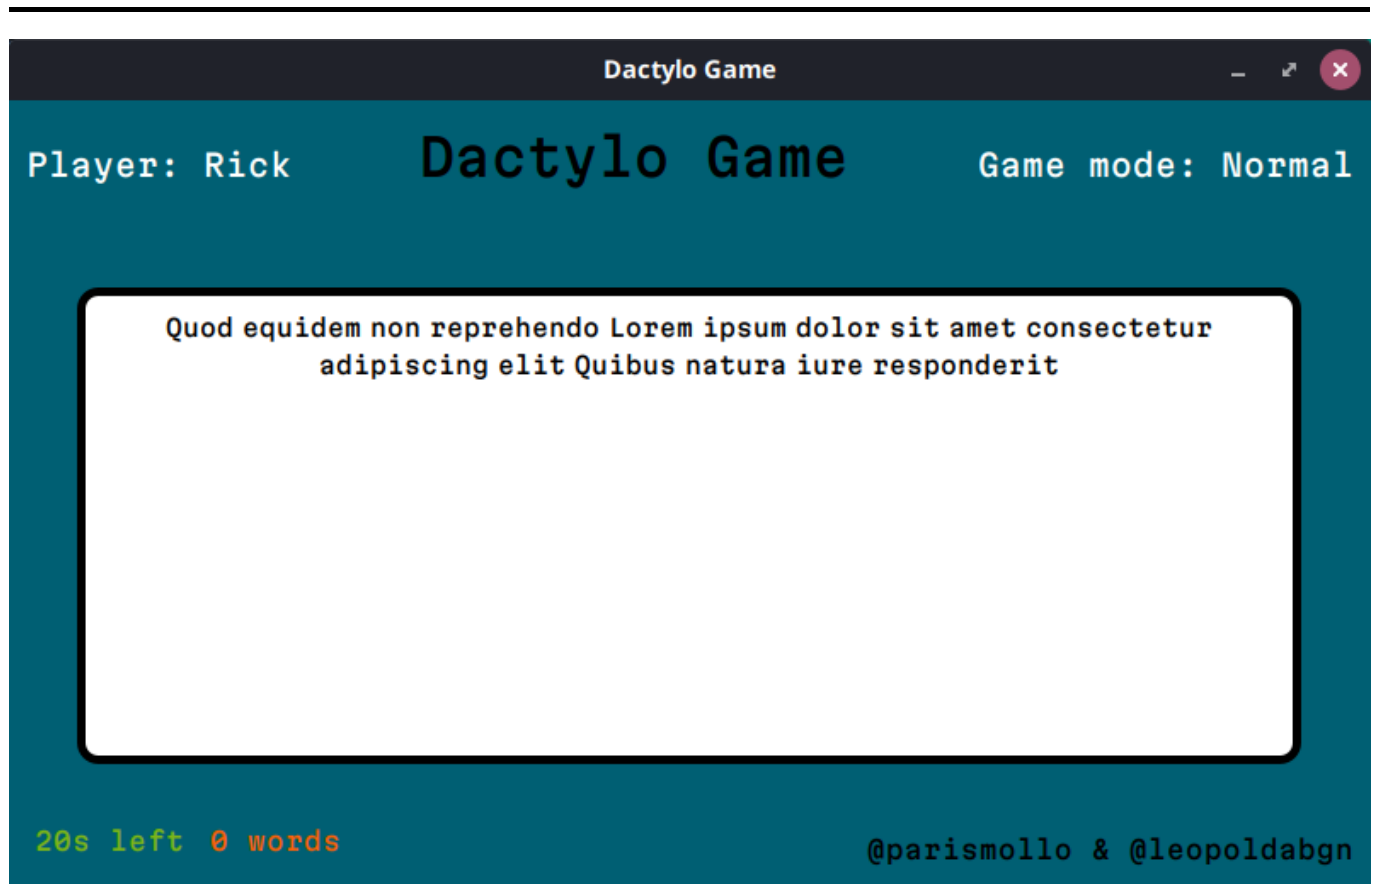 Dactylo Game
Player: Rick
Dactylo Game
Game mode: Normal
Quod equidem non reprehendo Lorem ipsum dolor sit amet consectetur
adipiscing elit Quibus natura iure responderit
20s left 0 words
@parismollo & @leopoldabgn